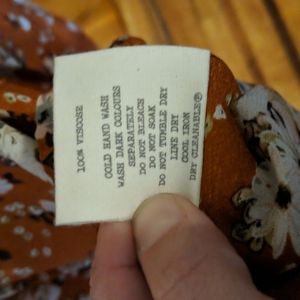 100% VISCOSE
COLD HAND WASH
WASH DARK COLOURS
SEPARATELY
DO NOT BLEACH
DO NOT SOAK
DO NOT TUMBLE DRY
LINE DRY
COOL IRON
DRY CLEANABLE Ⓟ